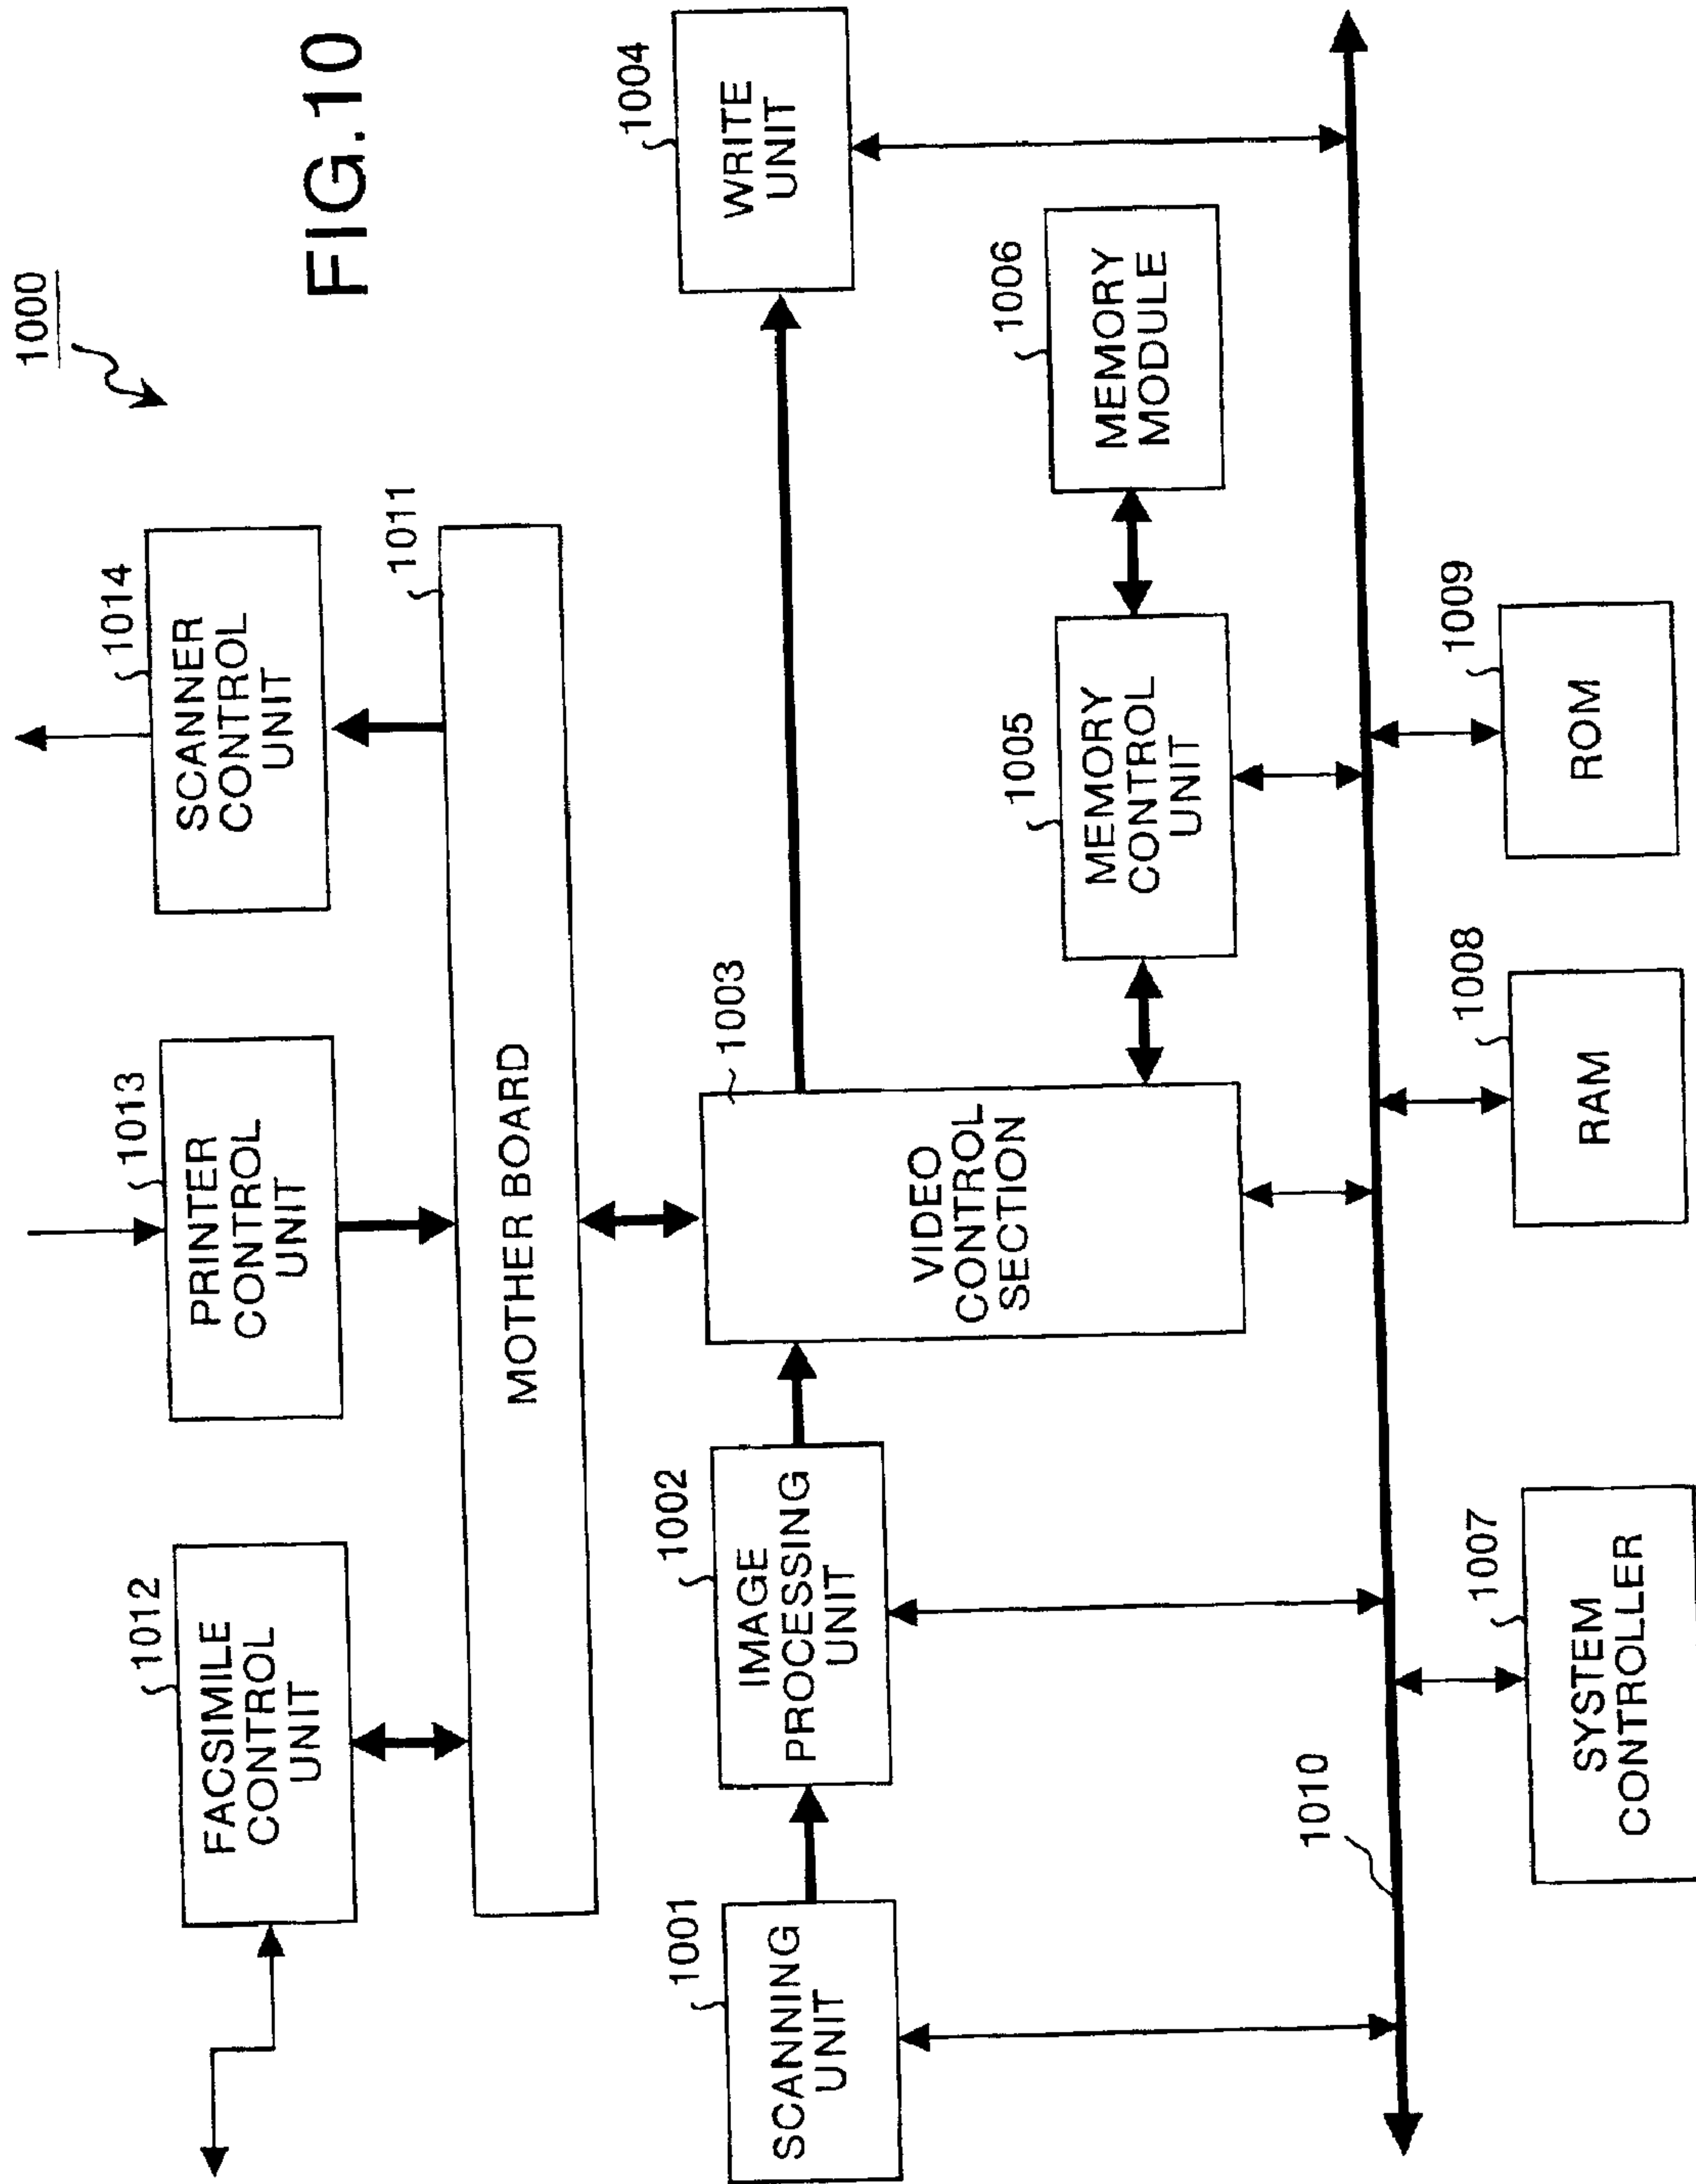 FIG.10
1000
1012
FACSIMILE
CONTROL
UNIT
1013
PRINTER
CONTROL
UNIT
1014
SCANNER
CONTROL
UNIT
1011
MOTHER BOARD
1001
SCANNING
UNIT
1002
IMAGE
PROCESSING
UNIT
1003
VIDEO
CONTROL
SECTION
1004
WRITE
UNIT
1005
MEMORY
CONTROL
UNIT
1006
MEMORY
MODULE
1010
1007
SYSTEM
CONTROLLER
1008
RAM
1009
ROM